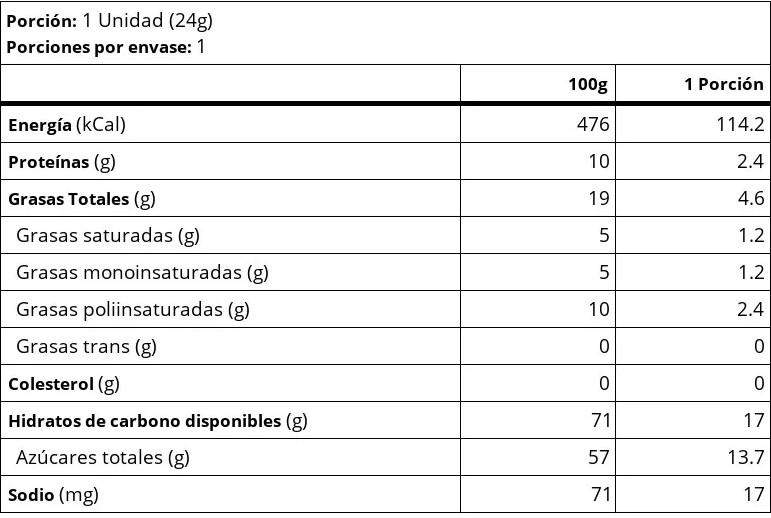 Porción: 1 Unidad (24g)
Porciones por envase: 1
100g 1 Porción
Energía (kCal) 476 114.2
Proteínas (g) 10 2.4
Grasas Totales (g) 19 4.6
Grasas saturadas (g) 5 1.2
Grasas monoinsaturadas (g) 5 1.2
Grasas poliinsaturadas (g) 10 2.4
Grasas trans (g) 0 0
Colesterol (g) 0 0
Hidratos de carbono disponibles (g) 71 17
Azúcares totales (g) 57 13.7
Sodio (mg) 71 17